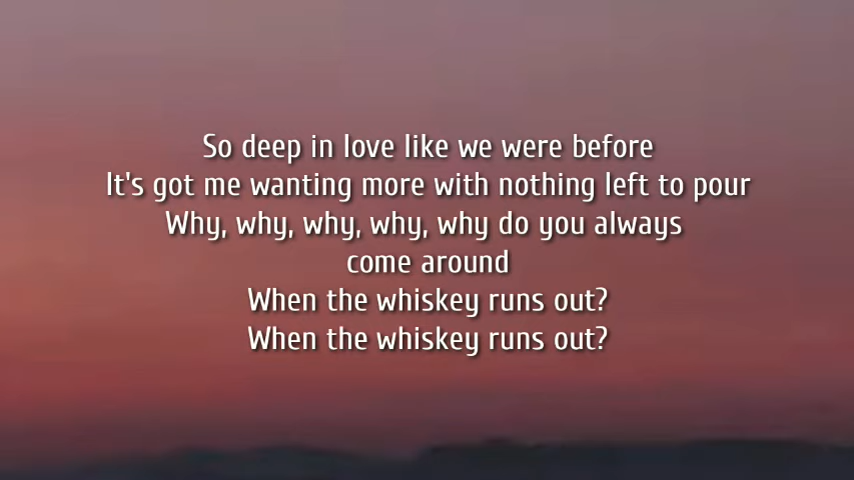 So deep in love like we were before
It's got me wanting more with nothing left to pour
Why, why, why, why, why do you always
come around
When the whiskey runs out?
When the whiskey runs out?